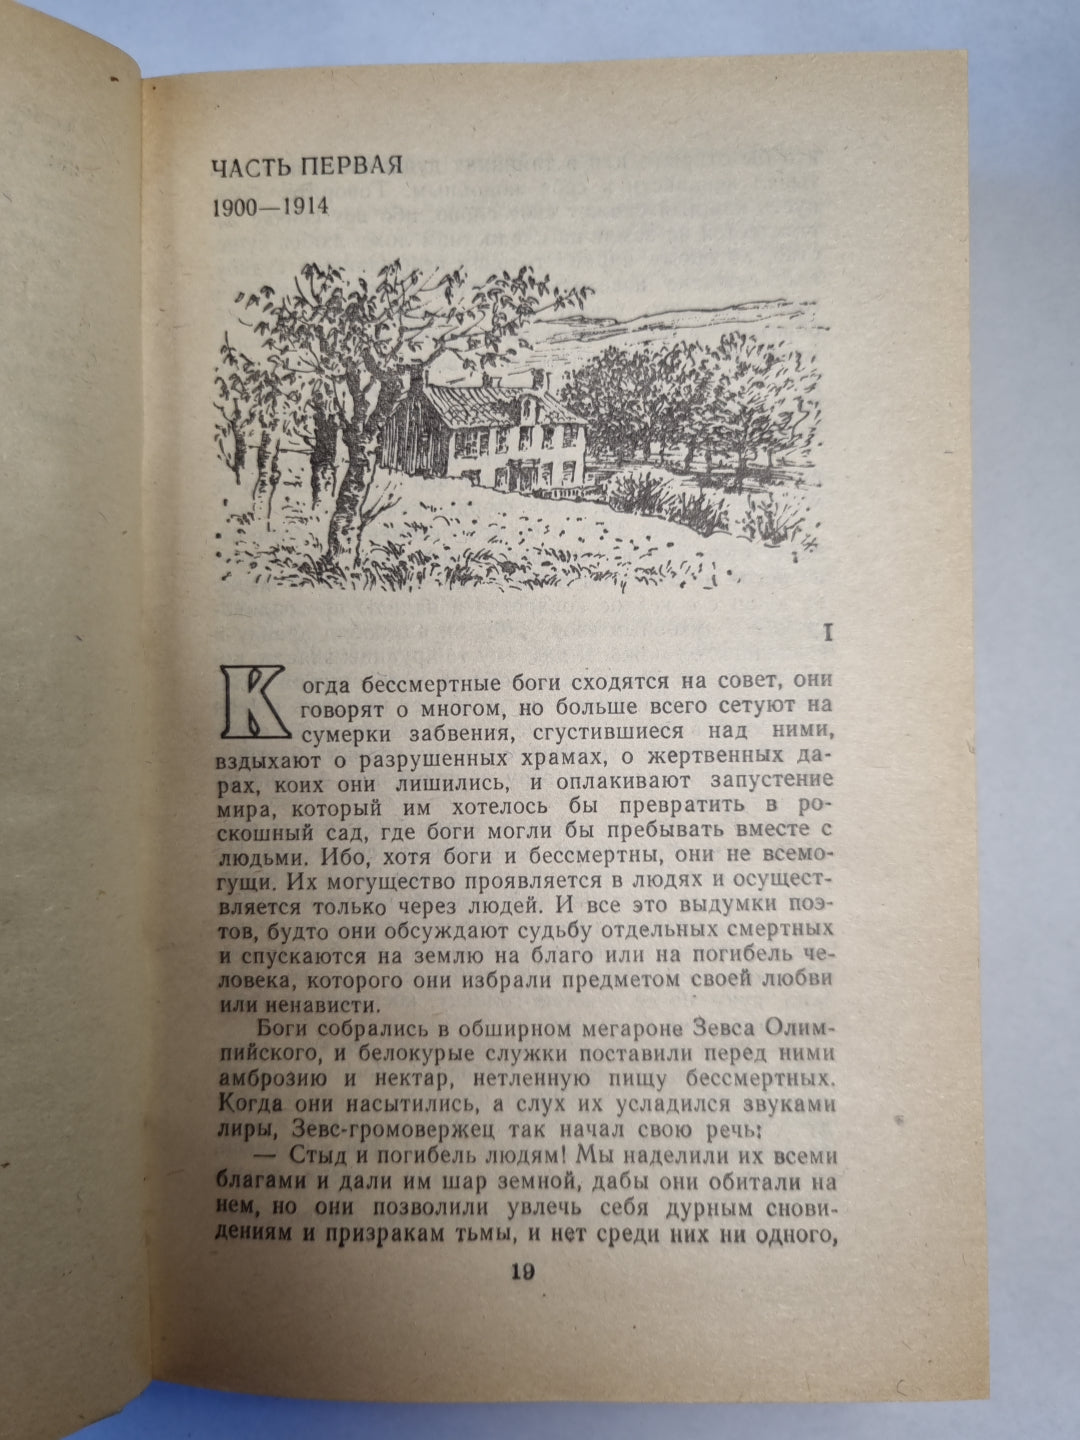 ЧАСТЬ ПЕРВАЯ
1900—1914
I
Когда бессмертные боги сходятся на совет, они
говорят о многом, но больше всего сетуют на
сумерки забвения, сгустившиеся над ними,
вздыхают о разрушенных храмах, о жертвенных да-
рах, коих они лишились, и оплакивают запустение
мира, который им хотелось бы превратить в ро-
скошный сад, где боги могли бы пребывать вместе с
людьми. Ибо, хотя боги и бессмертны, они не всемо-
гущи. Их могущество проявляется в людях и осущест-
вляется только через людей. И все это выдумки поэ-
тов, будто они обсуждают судьбу отдельных смертных
и спускаются на землю на благо или на погибель че-
ловека, которого они избрали предметом своей любви
или ненависти.
Боги собрались в обширном мегароне Зевса Олим-
пийского, и белокурые служки поставили перед ними
амброзию и нектар, нетленную пищу бессмертных.
Когда они насытились, а слух их усладился звуками
лиры, Зевс-громовержец так начал свою речь:
— Стыд и погибель людям! Мы наделили их всеми
благами и дали им шар земной, дабы они обитали на
нем, но они позволили увлечь себя дурным снови-
дениям и призракам тьмы, и нет среди них ни одного,
19